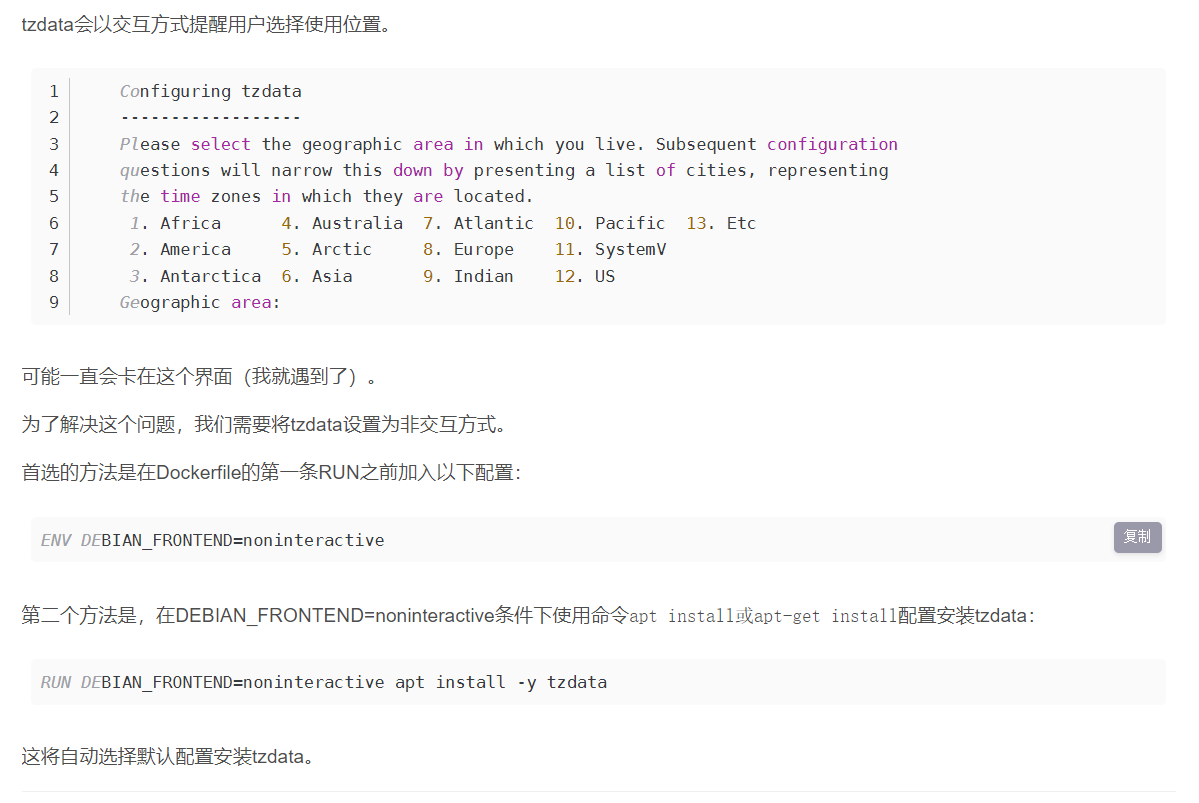 tzdata会以交互方式提醒用户选择使用位置。
1 Configuring tzdata
2 ------------------
3 Please select the geographic area in which you live. Subsequent configuration
4 questions will narrow this down by presenting a list of cities, representing
5 the time zones in which they are located.
6 1. Africa 4. Australia 7. Atlantic 10. Pacific 13. Etc
7 2. America 5. Arctic 8. Europe 11. SystemV
8 3. Antarctica 6. Asia 9. Indian 12. US
9 Geographic area:
可能一直会卡在这个界面（我就遇到了）。
为了解决这个问题，我们需要将tzdata设置为非交互方式。
首选的方法是在Dockerfile的第一条RUN之前加入以下配置：
ENV DEBIAN_FRONTEND=noninteractive
复制
第二个方法是，在DEBIAN_FRONTEND=noninteractive条件下使用命令apt install或apt-get install配置安装tzdata：
RUN DEBIAN_FRONTEND=noninteractive apt install -y tzdata
这将自动选择默认配置安装tzdata。